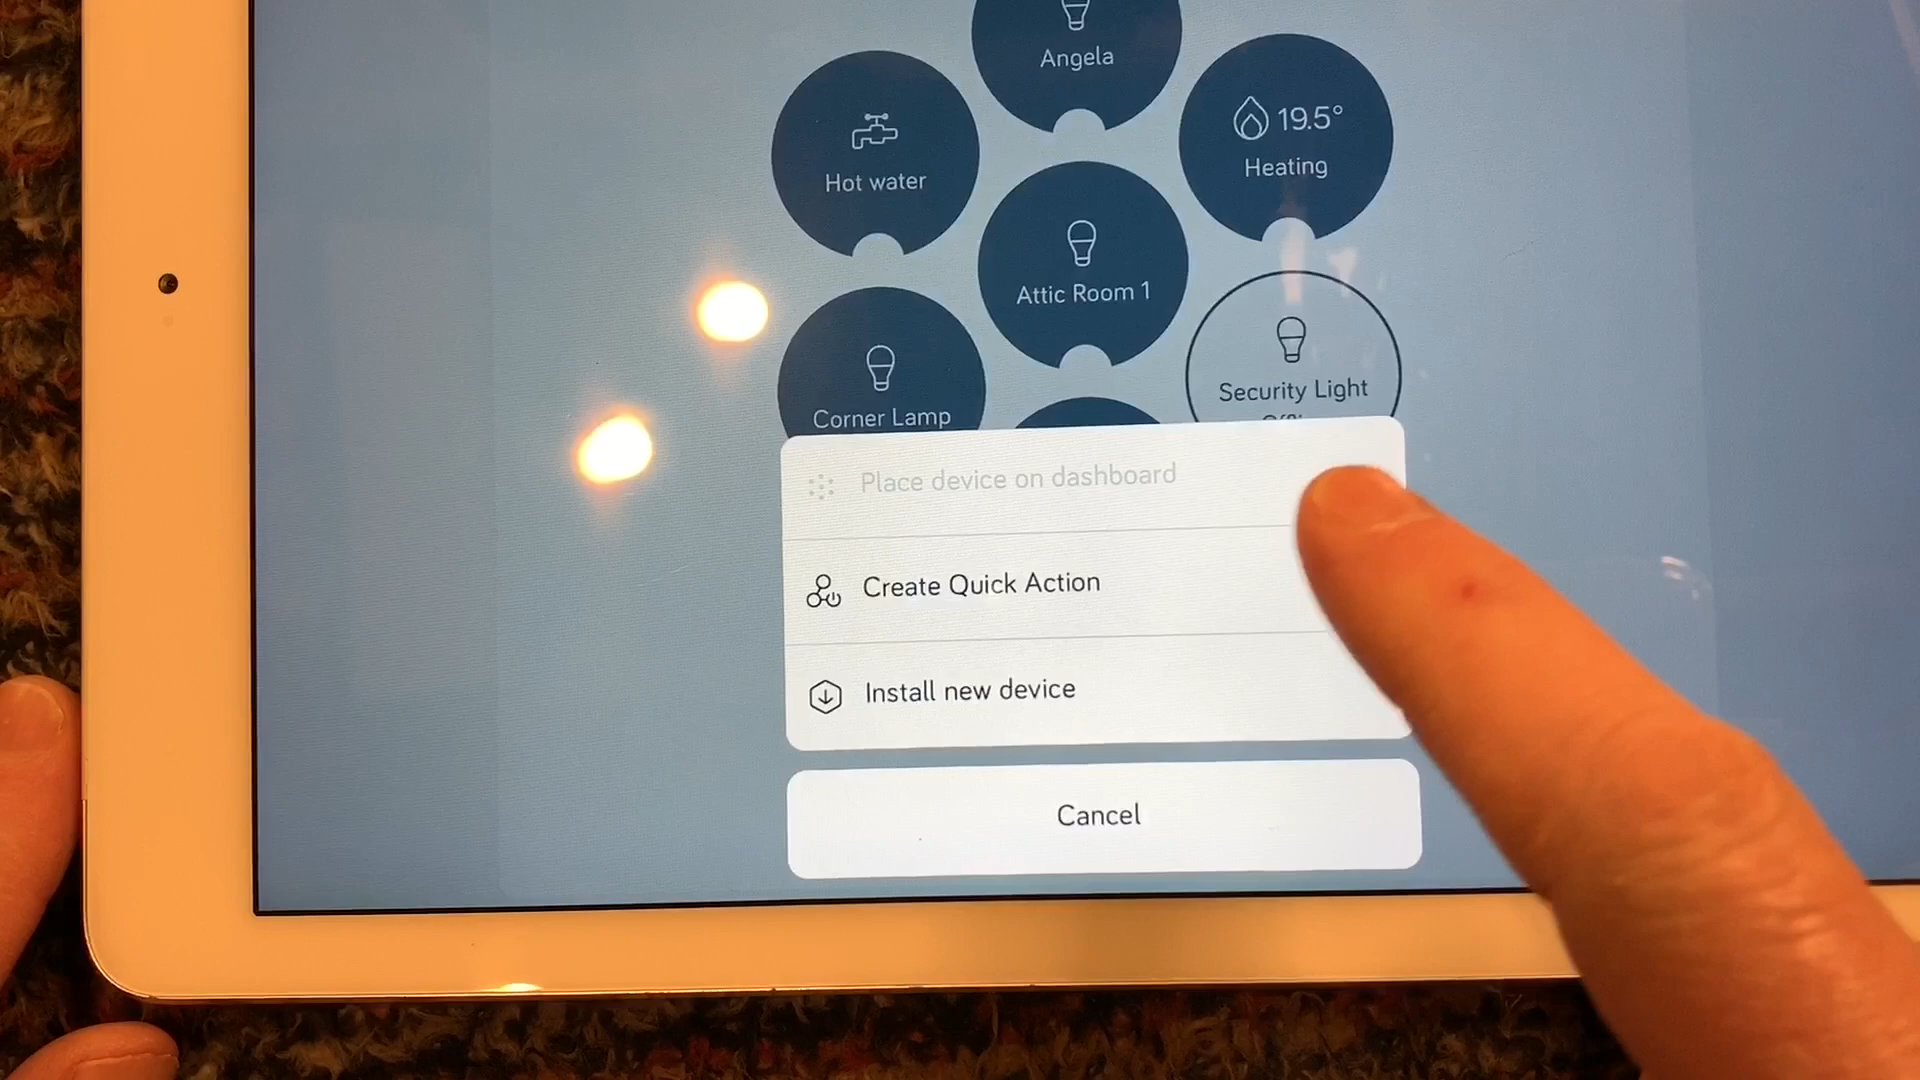 Angela
Hot water
19.5°
Heating
Attic Room 1
Corner Lamp
Security Light
Place device on dashboard
Create Quick Action
Install new device
Cancel